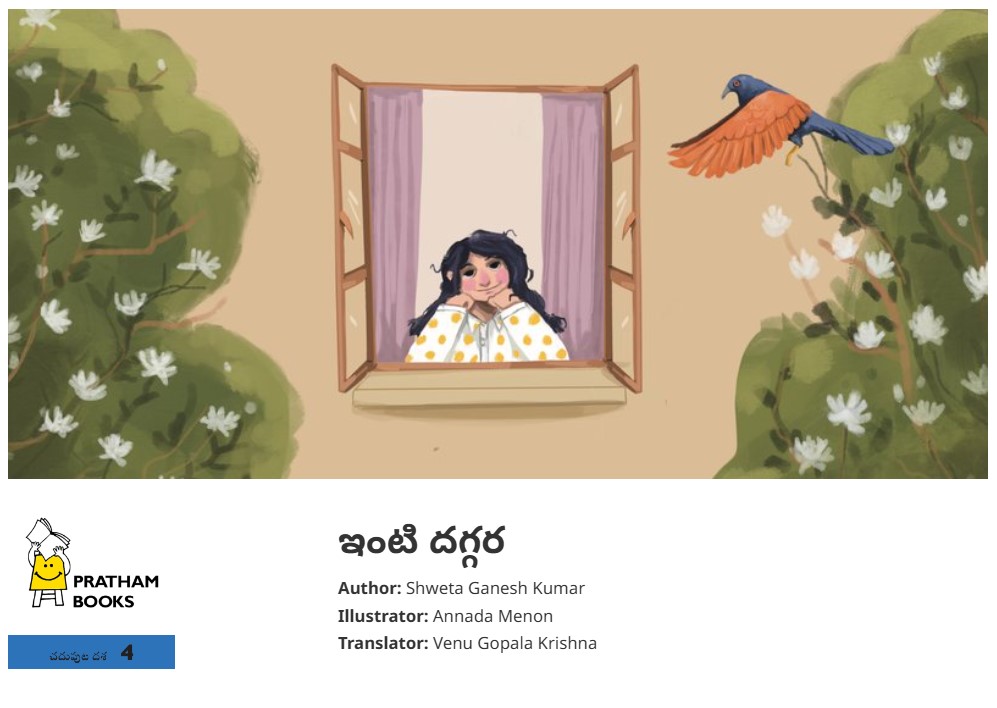 ఇంటి దగ్గర
Author: Shweta Ganesh Kumar
Illustrator: Annada Menon
Translator: Venu Gopala Krishna
PRATHAM
BOOKS
చదువుల దశ 4